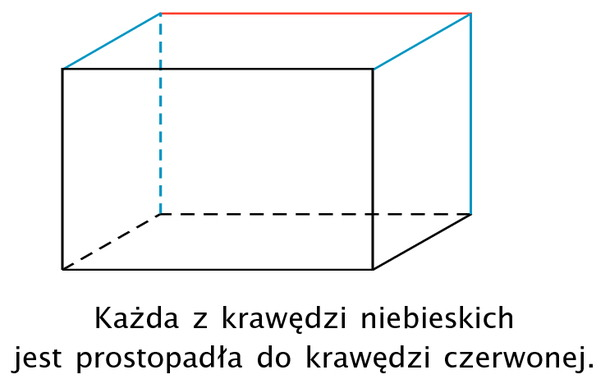 Każda z krawędzi niebieskich
jest prostopadła do krawędzi czerwonej.